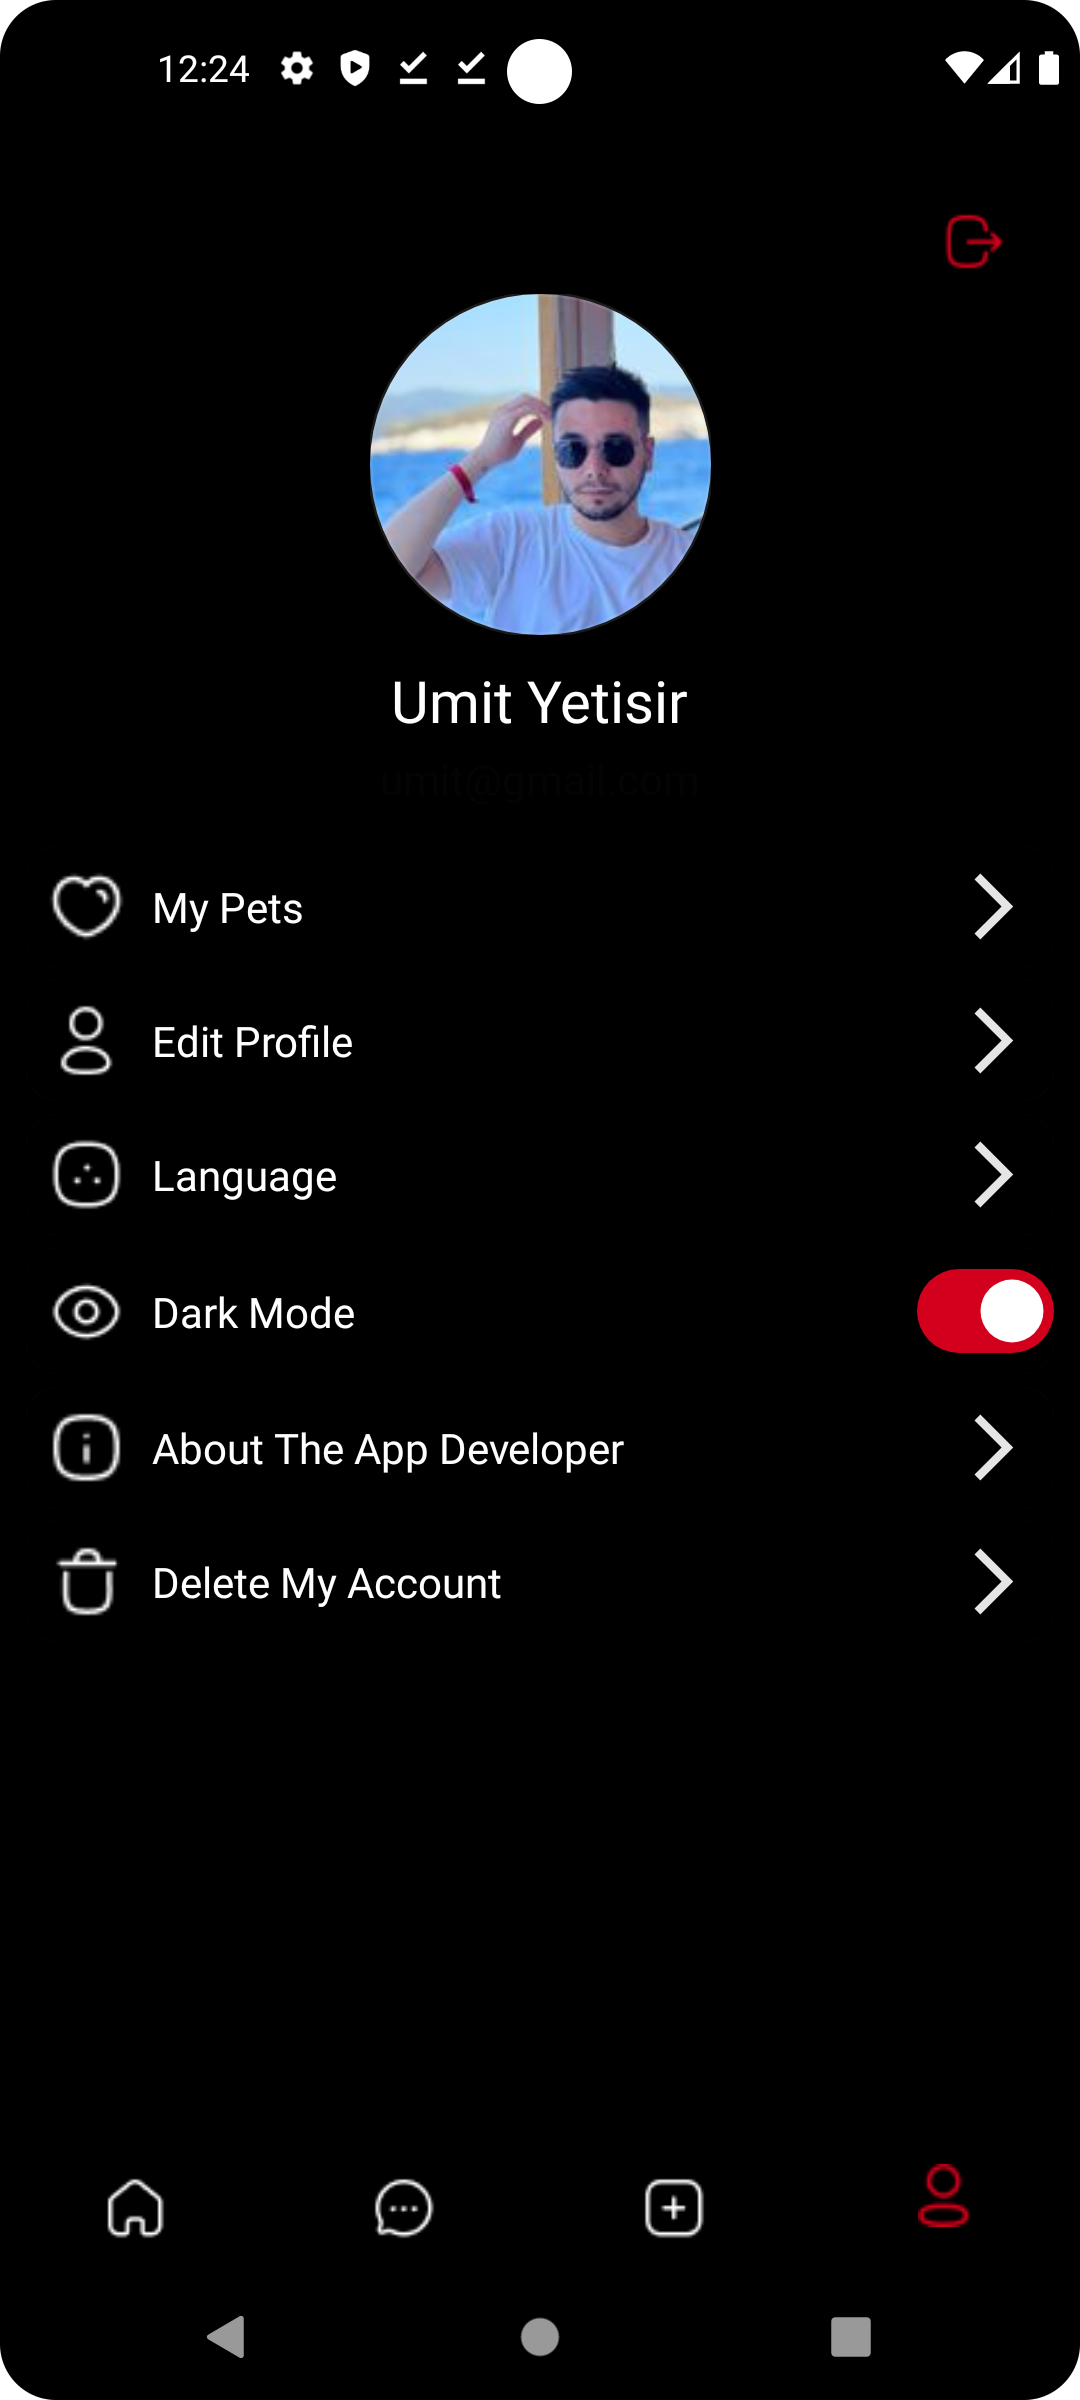 12:24
Umit Yetisir
umit@gmail.com
My Pets
Edit Profile
Language
Dark Mode
About The App Developer
Delete My Account